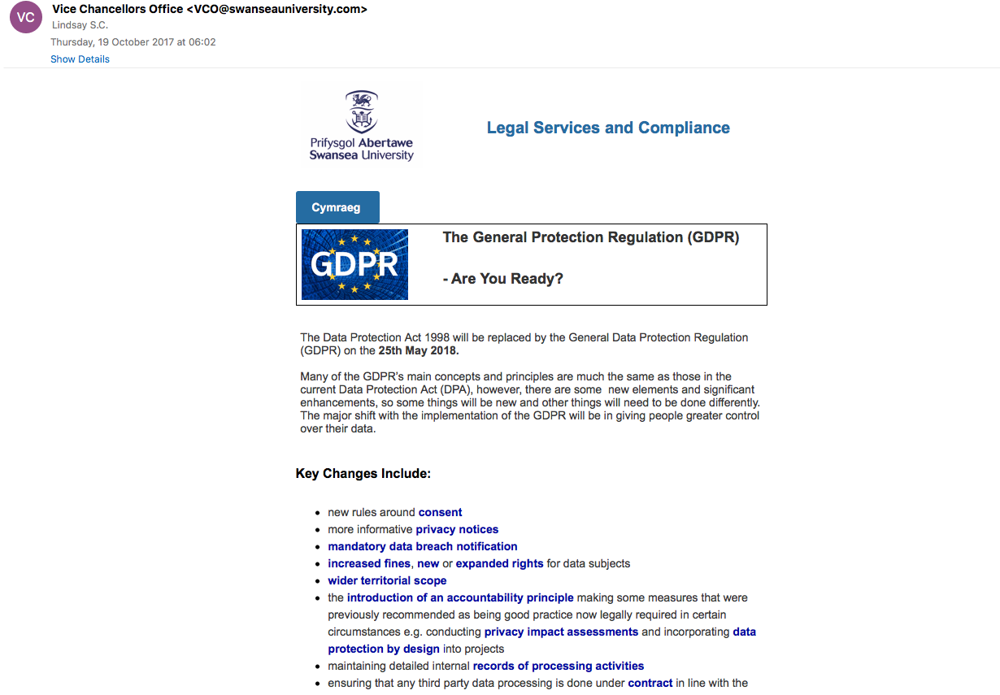 VC
Vice Chancellors Office <VCO@swanseauniversity.com>
Lindsay S.C.
Thursday, 19 October 2017 at 06:02
Show Details
Prifysgol Abertawe
Swansea University
Legal Services and Compliance
Cymraeg
GDPR
The General Protection Regulation (GDPR)
- Are You Ready?
The Data Protection Act 1998 will be replaced by the General Data Protection Regulation
(GDPR) on the 25th May 2018.
Many of the GDPR's main concepts and principles are much the same as those in the
current Data Protection Act (DPA), however, there are some  new elements and significant
enhancements, so some things will be new and other things will need to be done differently.
The major shift with the implementation of the GDPR will be in giving people greater control
over their data.
Key Changes Include:
• new rules around consent
• more informative privacy notices
• mandatory data breach notification
• increased fines, new or expanded rights for data subjects
• wider territorial scope
• the introduction of an accountability principle making some measures that were
previously recommended as being good practice now legally required in certain
circumstances e.g. conducting privacy impact assessments and incorporating data
protection by design into projects
• maintaining detailed internal records of processing activities
• ensuring that any third party data processing is done under contract in line with the